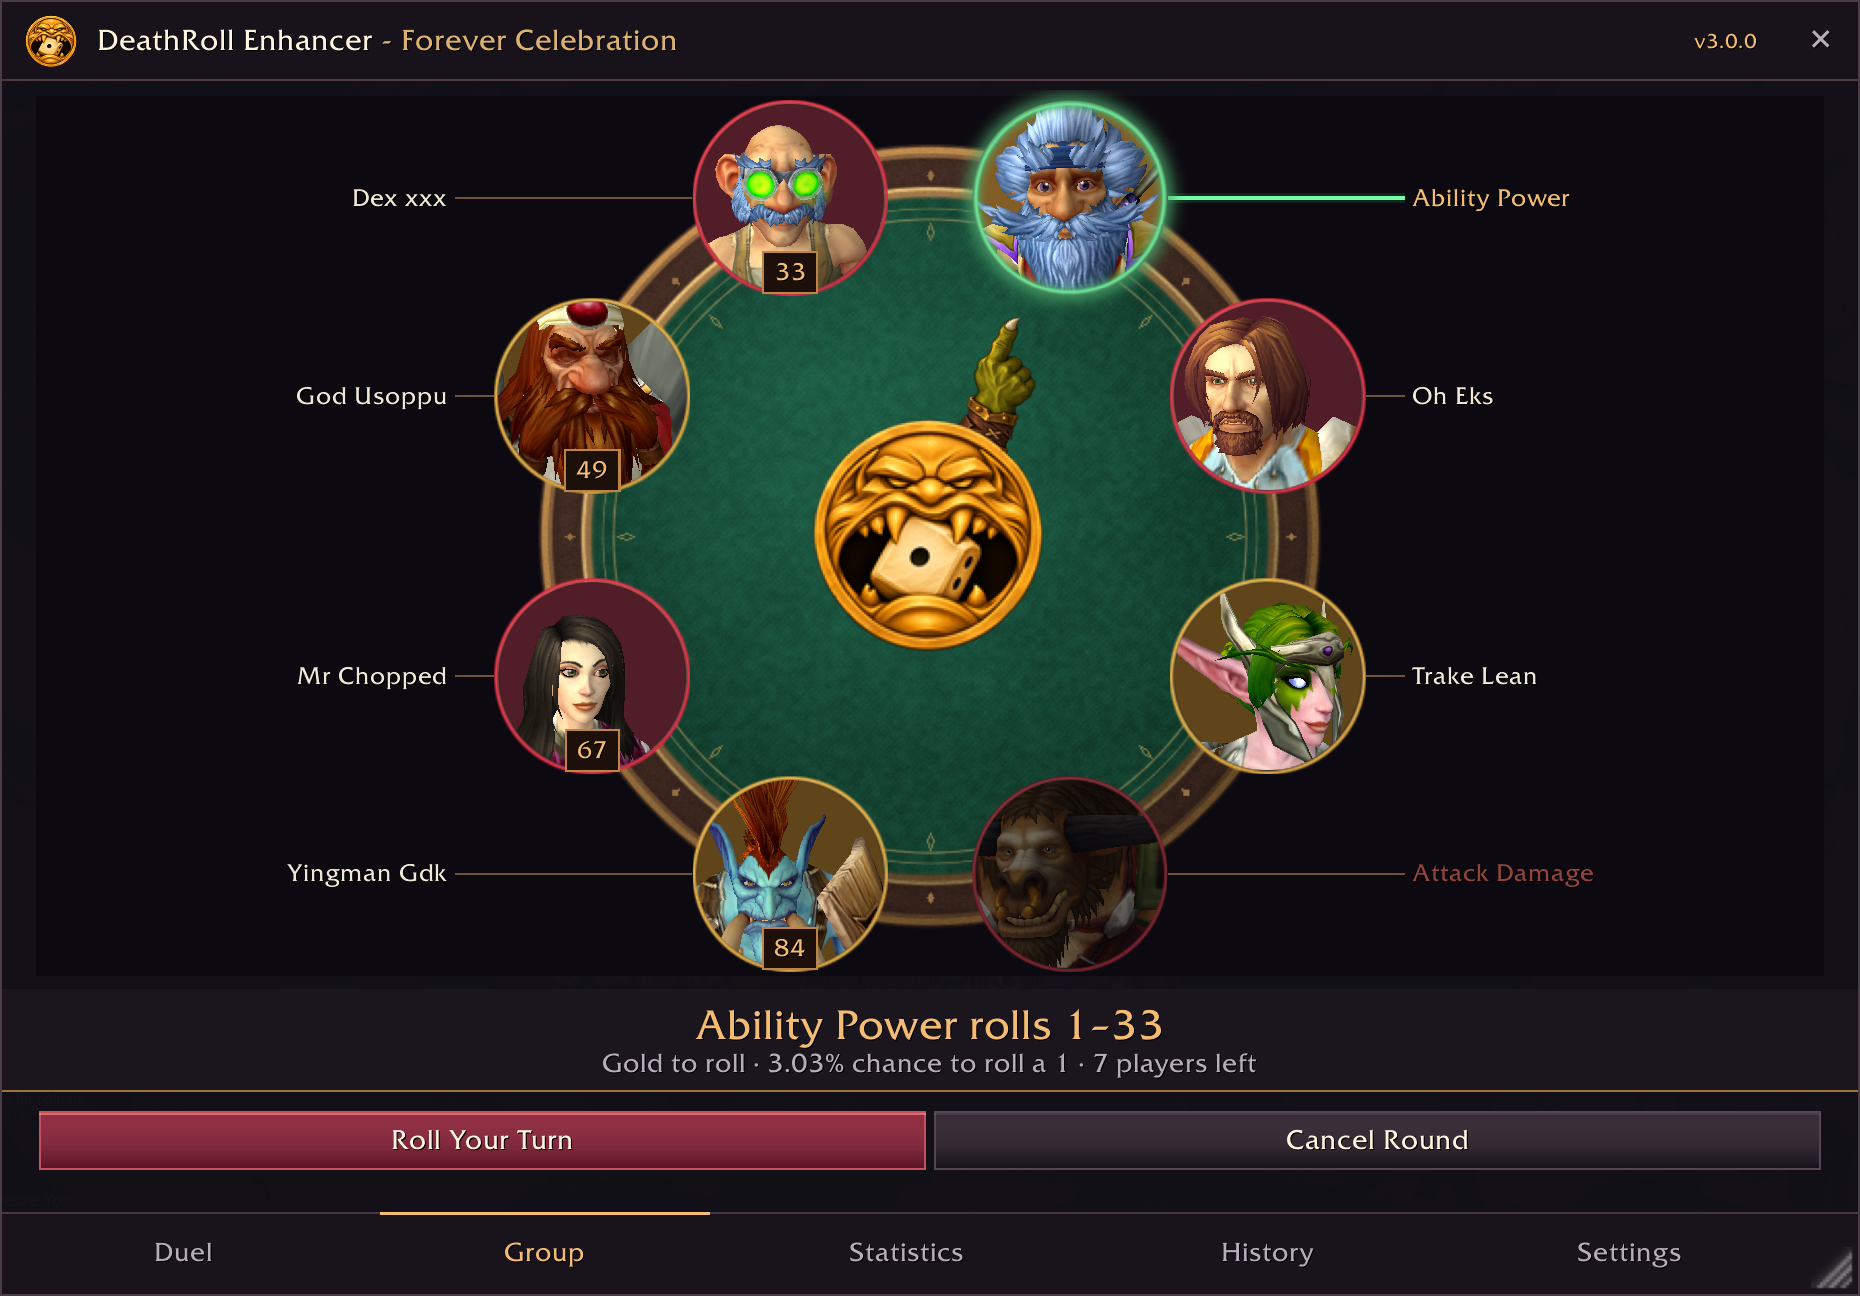 DeathRoll Enhancer - Forever Celebration
v3.0.0
Dex xxx
33
Ability Power
God Usoppu
49
Oh Eks
Mr Chopped
67
Trake Lean
Yingman Gdk
84
Attack Damage
Ability Power rolls 1-33
Gold to roll · 3.03% chance to roll a 1 · 7 players left
Roll Your Turn
Cancel Round
Duel
Group
Statistics
History
Settings